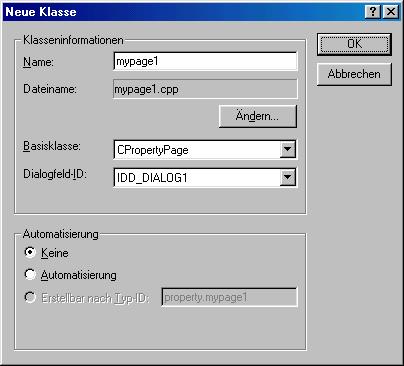 Neue Klasse
Klasseninformationen
OK
Name: mypage1
Abbrechen
Dateiname: mypage1.cpp
Ändern...
Basisklasse: CPropertyPage
Dialogfeld-ID: IDD_DIALOG1
Automatisierung
Keine
Automatisierung
Erstellbar nach Typ-ID: property.mypage1